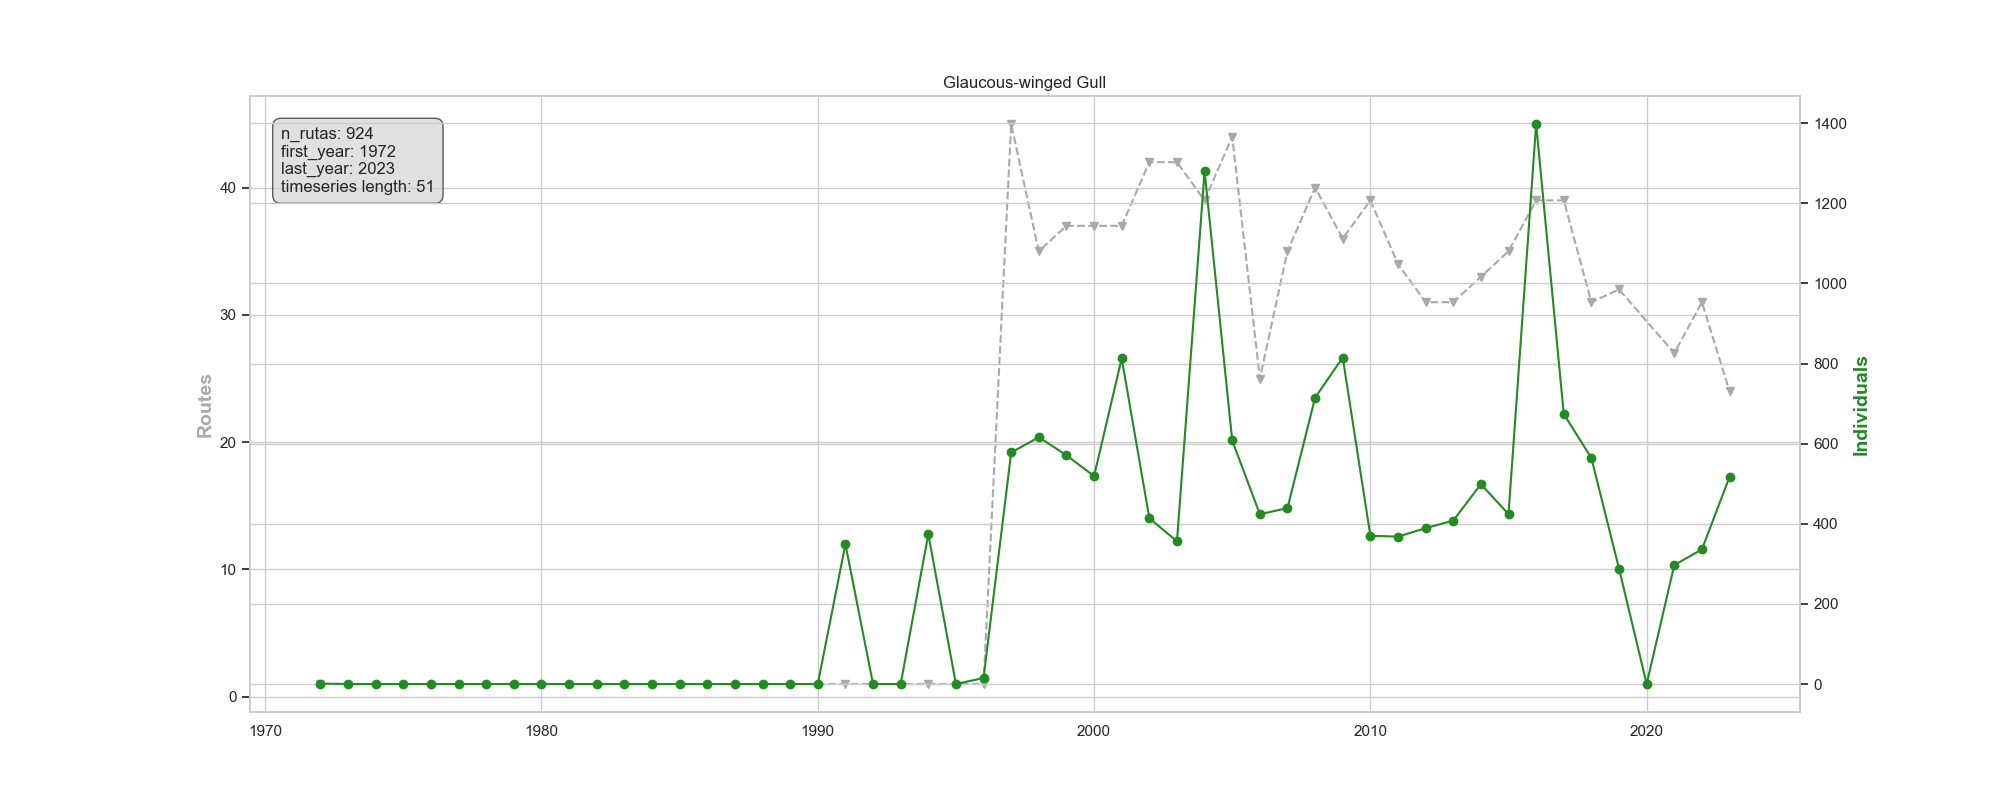 Glaucous-winged Gull
n_rutas: 924
first_year: 1972
last_year: 2023
timeseries length: 51
Routes
40
30
20
10
0
1400
1200
1000
800
600
400
200
0
Individuals
1970 1980 1990 2000 2010 2020